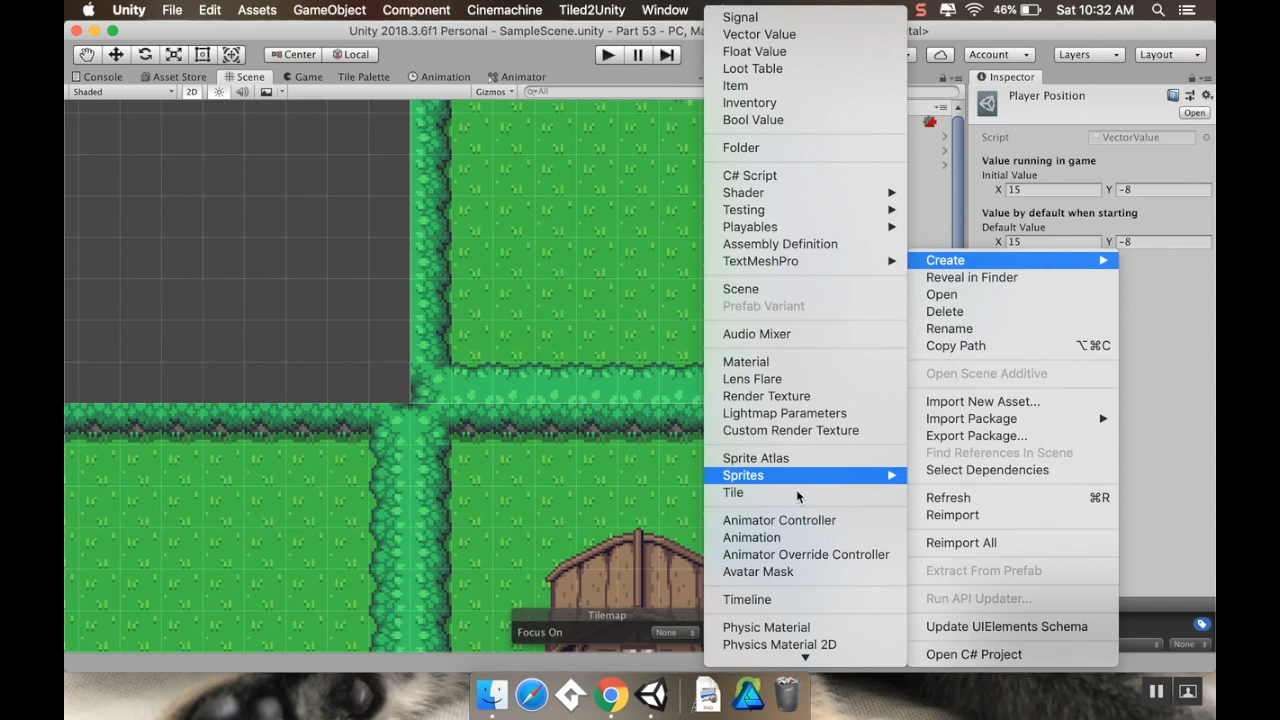 Unity File Edit Assets GameObject Component Cinemachine Tiled2Unity Window 46% Sat 10:32 AM
Unity 2018.3.6f1 Personal - SampleScene.unity - Part 53 - PC, Ma
tal>
Center Local Account Layers Layout
Console Asset Store Scene Game Tile Palette Animation Animator
Shaded 2D Gizmos All
Signal
Vector Value
Float Value
Loot Table
Item
Inventory
Bool Value
Folder
C# Script
Shader
Testing
Playables
Assembly Definition
TextMeshPro
Scene
Prefab Variant
Audio Mixer
Material
Lens Flare
Render Texture
Lightmap Parameters
Custom Render Texture
Sprite Atlas
Sprites
Tile
Animator Controller
Animation
Animator Override Controller
Avatar Mask
Timeline
Physic Material
Physics Material 2D
Inspector
Player Position
Open
Script VectorValue
Value running in game
Initial Value
X 15 Y -8
Value by default when starting
Default Value
X 15 Y -8
Create
Reveal in Finder
Open
Delete
Rename
Copy Path ⌥⌘C
Open Scene Additive
Import New Asset...
Import Package
Export Package...
Find References In Scene
Select Dependencies
Refresh ⌘R
Reimport
Reimport All
Extract From Prefab
Run API Updater...
Update UIElements Schema
Open C# Project
Tilemap
Focus On None
None